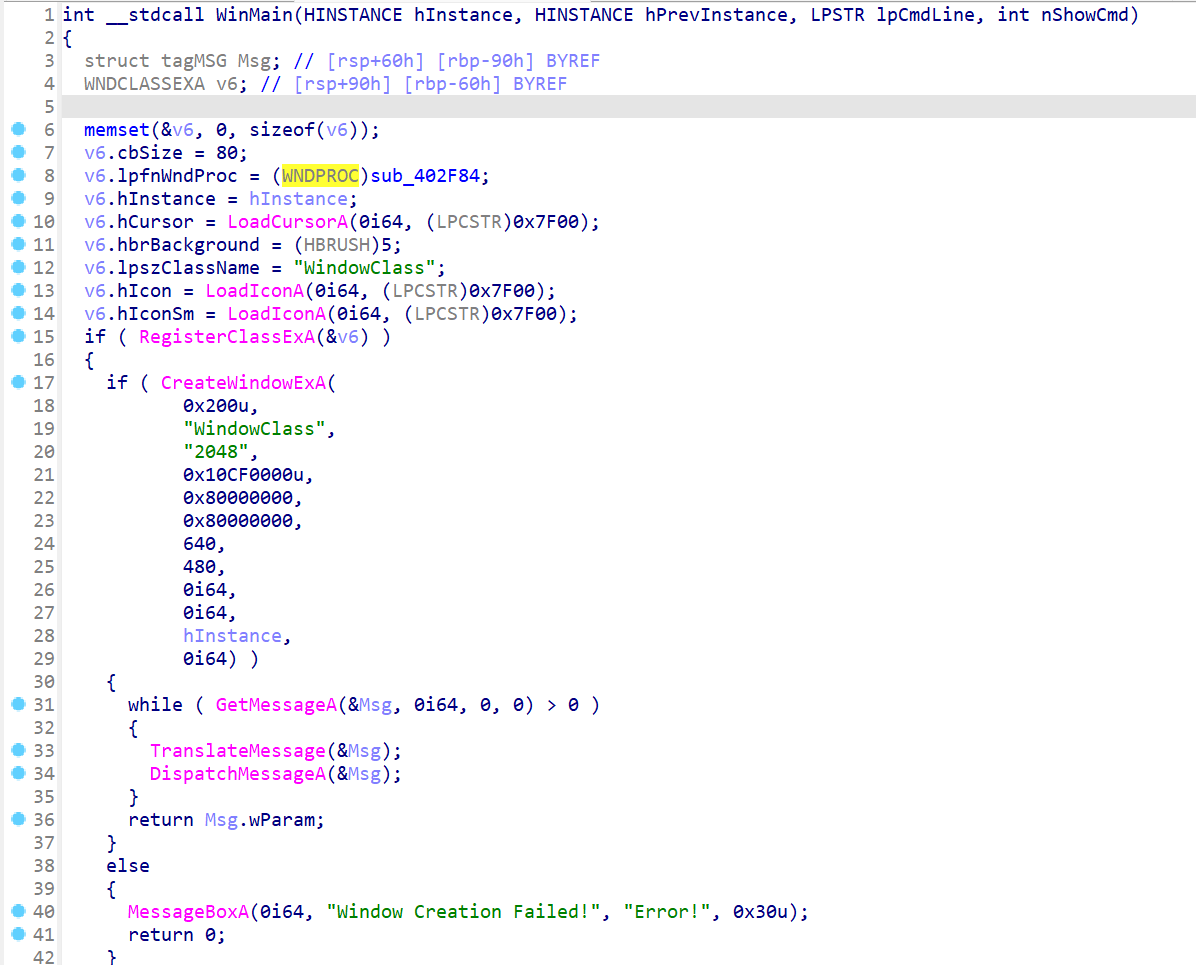 1 int __stdcall WinMain(HINSTANCE hInstance, HINSTANCE hPrevInstance, LPSTR lpCmdLine, int nShowCmd)
2 {
3   struct tagMSG Msg; // [rsp+60h] [rbp-90h] BYREF
4   WNDCLASSEXA v6; // [rsp+90h] [rbp-60h] BYREF
5
6   memset(&v6, 0, sizeof(v6));
7   v6.cbSize = 80;
8   v6.lpfnWndProc = (WNDPROC)sub_402F84;
9   v6.hInstance = hInstance;
10   v6.hCursor = LoadCursorA(0i64, (LPCSTR)0x7F00);
11   v6.hbrBackground = (HBRUSH)5;
12   v6.lpszClassName = "WindowClass";
13   v6.hIcon = LoadIconA(0i64, (LPCSTR)0x7F00);
14   v6.hIconSm = LoadIconA(0i64, (LPCSTR)0x7F00);
15   if ( RegisterClassExA(&v6) )
16   {
17     if ( CreateWindowExA(
18            0x200u,
19            "WindowClass",
20            "2048",
21            0x10CF0000u,
22            0x80000000,
23            0x80000000,
24            640,
25            480,
26            0i64,
27            0i64,
28            hInstance,
29            0i64) )
30     {
31       while ( GetMessageA(&Msg, 0i64, 0, 0) > 0 )
32       {
33         TranslateMessage(&Msg);
34         DispatchMessageA(&Msg);
35       }
36       return Msg.wParam;
37     }
38     else
39     {
40       MessageBoxA(0i64, "Window Creation Failed!", "Error!", 0x30u);
41       return 0;
42     }